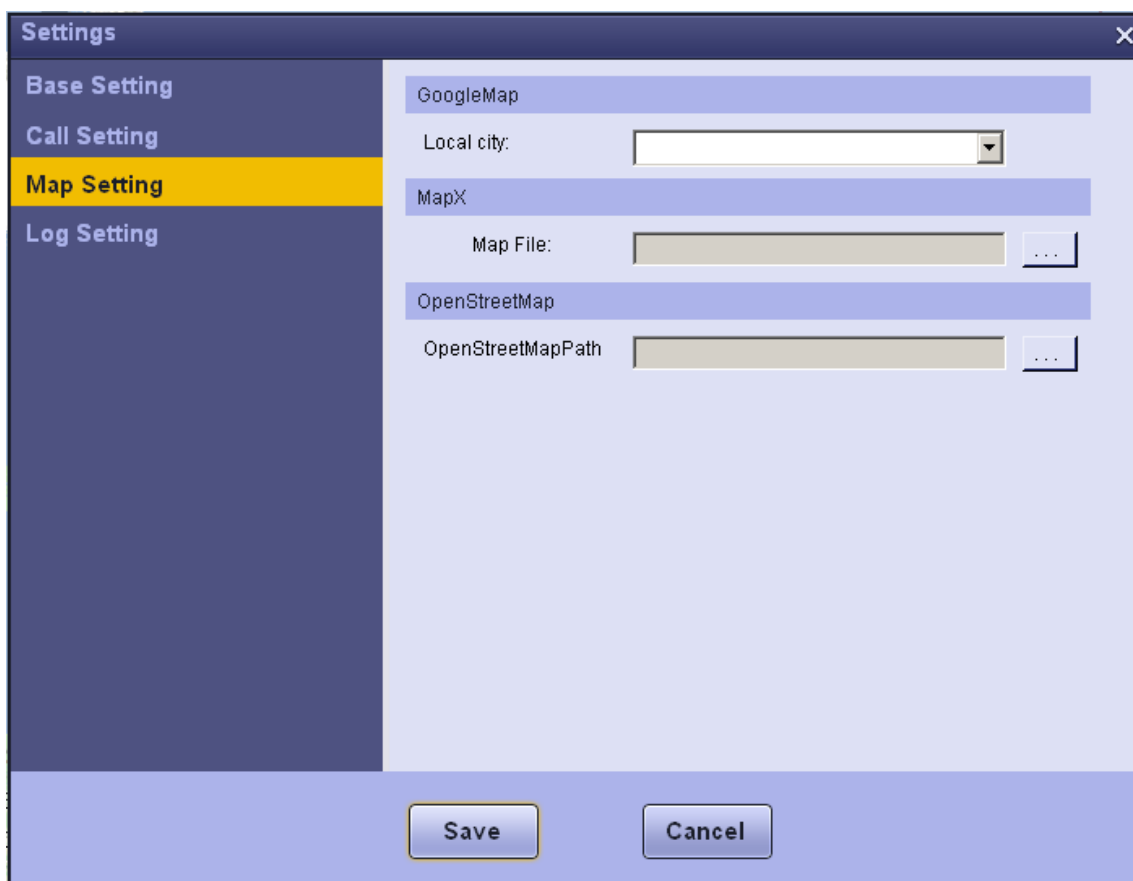 Settings
Base Setting
Call Setting
Map Setting
Log Setting
GoogleMap
Local city:
MapX
Map File:
...
OpenStreetMap
OpenStreetMapPath
...
Save
Cancel